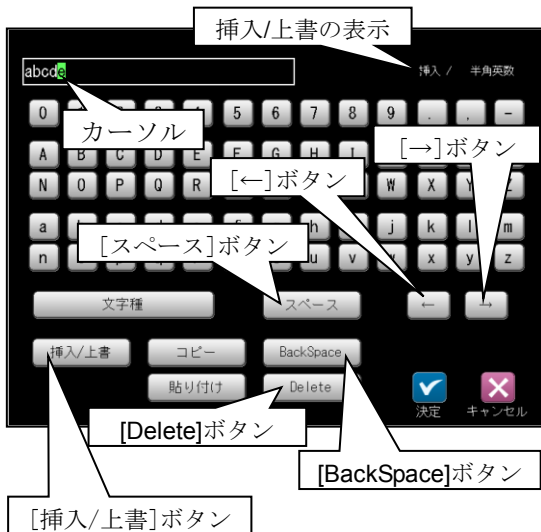 挿入/上書の表示
abcde
挿入 / 半角英数
0 5 6 7 8 9 . , -
カーソル
[→]ボタン
A B C D E F G H I
[←]ボタン
N O P Q R W X Y Z
a h j k l m
[スペース]ボタン
n u v x y z
文字種 スペース ← →
挿入/上書 コピー BackSpace
貼り付け Delete
決定 キャンセル
[Delete]ボタン
[BackSpace]ボタン
[挿入/上書]ボタン